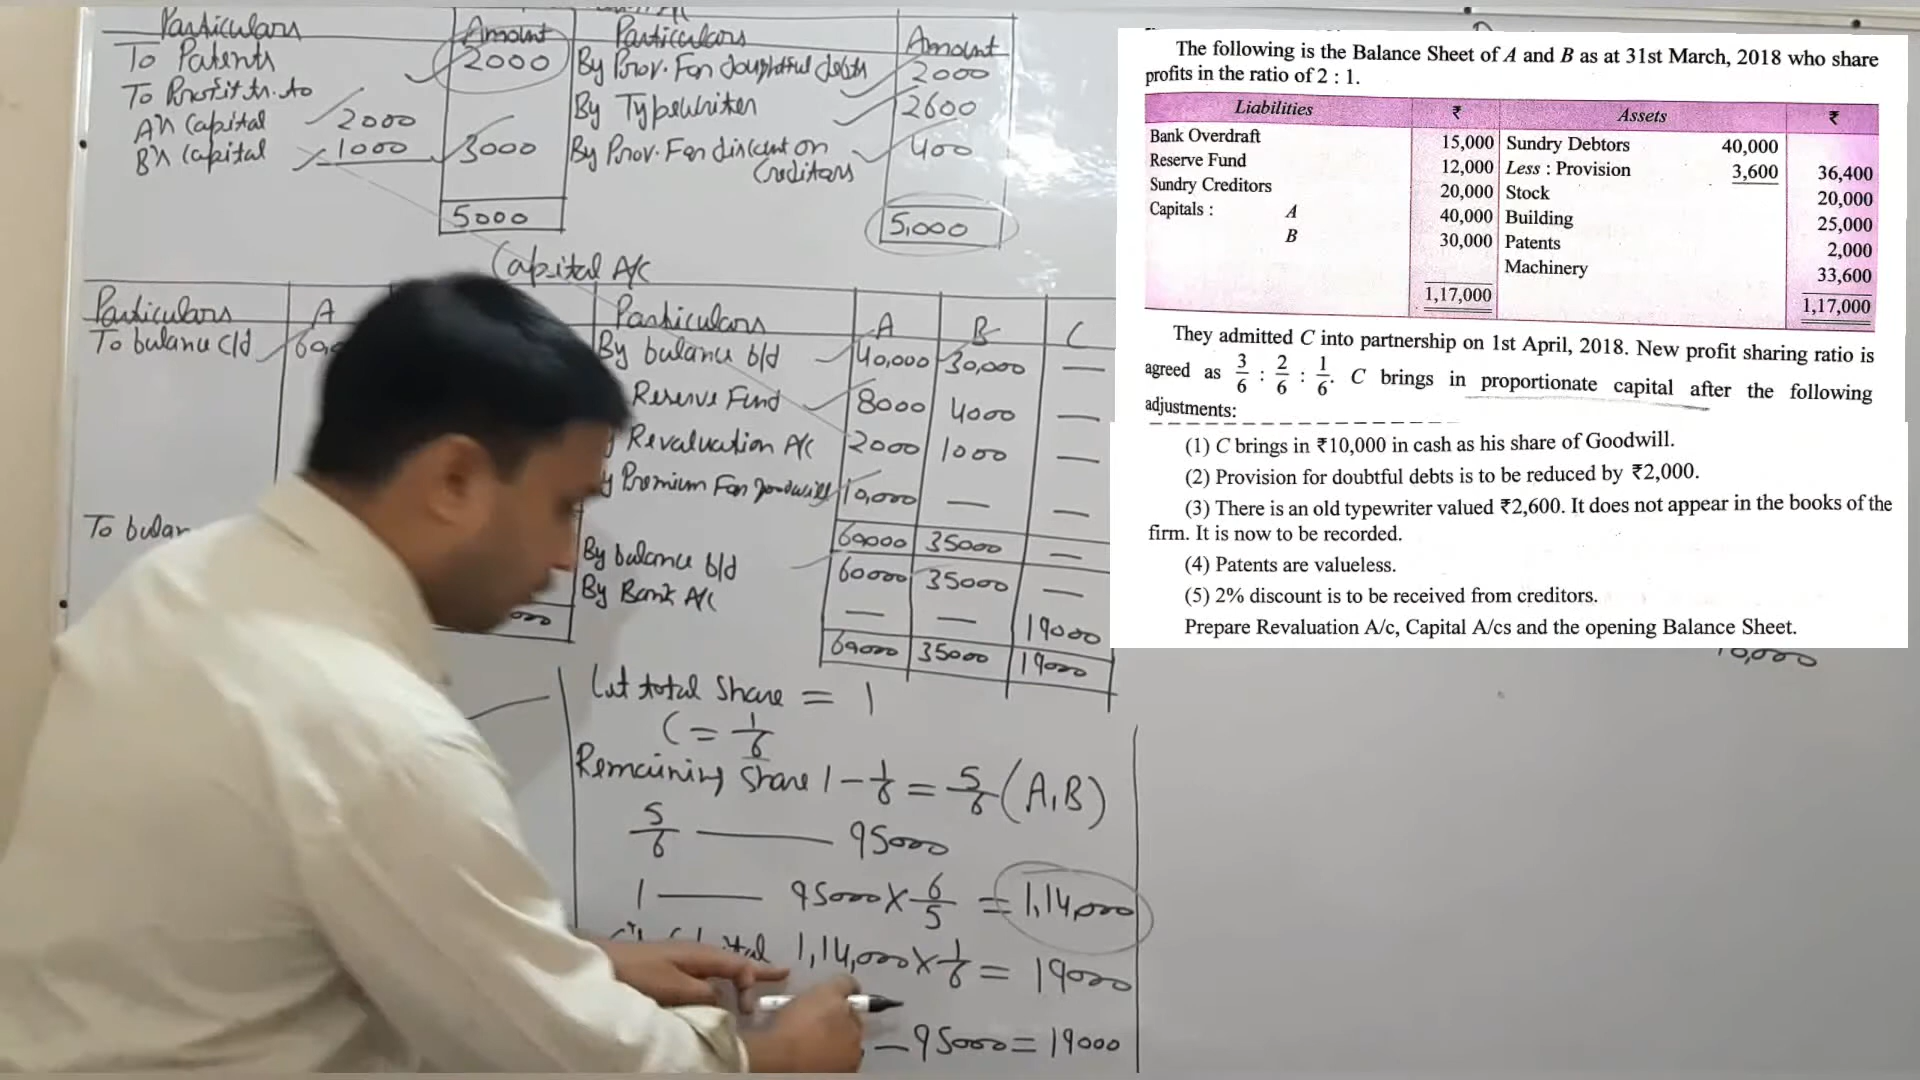 Particulars Amount Particulars Amount
To Patents 2000 By Prov. For doughtful debts 2000
To Profit tr. to
A's Capital 2000 By Typewriter 2600
B's Capital 1000 3000 By Prov. For discunt on Creditors 400
5000 5,000
Capital A/c
Particulars A Particulars A B C
To balance c/d By balance b/d 40,000 30,000 —
Reserve Fund 8000 4000 —
Revaluation A/c 2000 1000 —
Premium For goodwill 10,000 — —
60000 35000 —
To balan By balance b/d 60000 35000 —
By Bank A/c — — 19000
60000 35000 19000
Let total Share = 1
C = 1/6
Remaining Share 1 - 1/6 = 5/6 (A,B)
5/6 — 95000
1 — 95000 X 6/5 = 1,14,000
1,14,000 X 1/6 = 19000
— 95000 = 19000
The following is the Balance Sheet of A and B as at 31st March, 2018 who share
profits in the ratio of 2 : 1.
Liabilities ₹ Assets ₹
Bank Overdraft 15,000 Sundry Debtors 40,000
Reserve Fund 12,000 Less : Provision 3,600 36,400
Sundry Creditors 20,000 Stock 20,000
Capitals : A 40,000 Building 25,000
B 30,000 Patents 2,000
Machinery 33,600
1,17,000 1,17,000
They admitted C into partnership on 1st April, 2018. New profit sharing ratio is
agreed as 3/6 : 2/6 : 1/6. C brings in proportionate capital after the following
adjustments:
(1) C brings in ₹10,000 in cash as his share of Goodwill.
(2) Provision for doubtful debts is to be reduced by ₹2,000.
(3) There is an old typewriter valued ₹2,600. It does not appear in the books of the
firm. It is now to be recorded.
(4) Patents are valueless.
(5) 2% discount is to be received from creditors.
Prepare Revaluation A/c, Capital A/cs and the opening Balance Sheet.
10,000